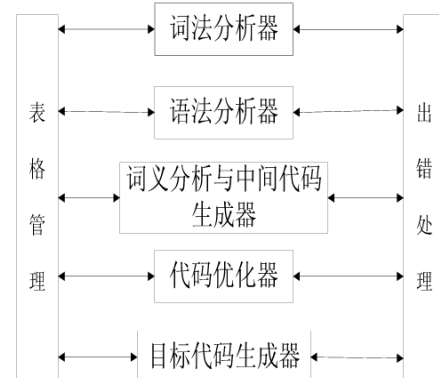 词法分析器
语法分析器
词义分析与中间代码
生成器
代码优化器
目标代码生成器
表格管理
出错处理